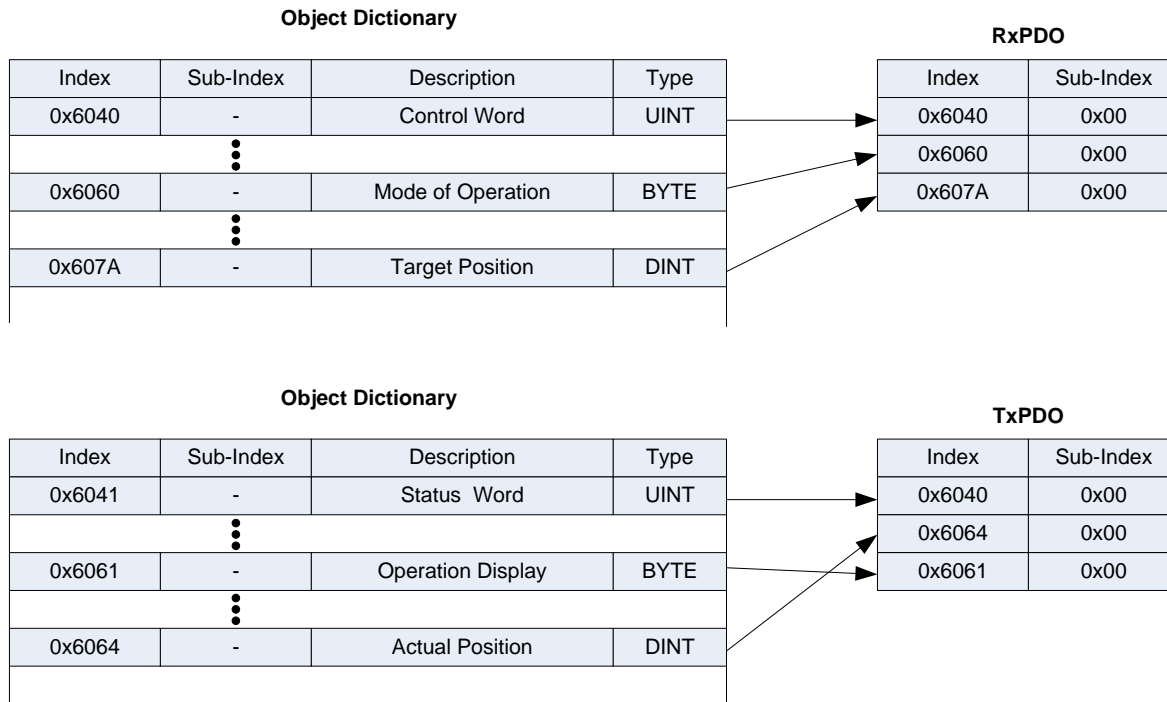 Object Dictionary
RxPDO
Index Sub-Index Description Type
0x6040 - Control Word UINT
0x6060 - Mode of Operation BYTE
0x607A - Target Position DINT
Index Sub-Index
0x6040 0x00
0x6060 0x00
0x607A 0x00
Object Dictionary
TxPDO
Index Sub-Index Description Type
0x6041 - Status Word UINT
0x6061 - Operation Display BYTE
0x6064 - Actual Position DINT
Index Sub-Index
0x6040 0x00
0x6064 0x00
0x6061 0x00